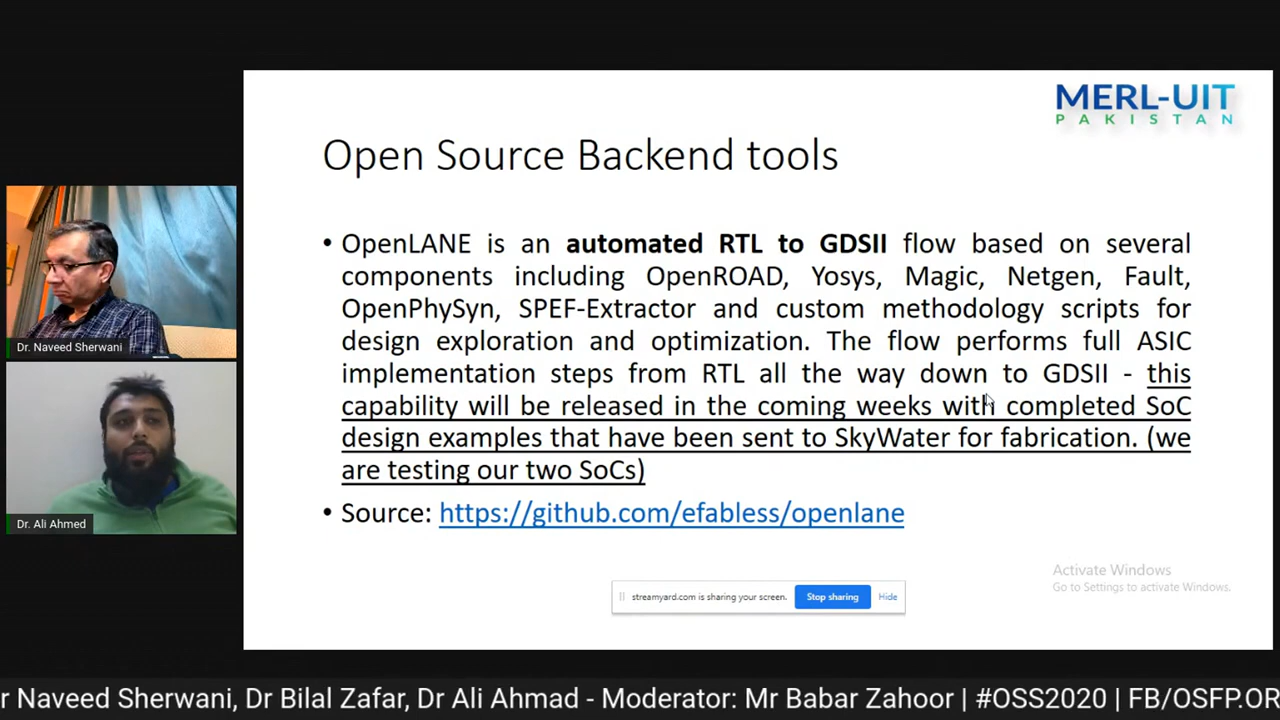 MERL-UIT
PAKISTAN
Open Source Backend tools
• OpenLANE is an automated RTL to GDSII flow based on several
components including OpenROAD, Yosys, Magic, Netgen, Fault,
OpenPhySyn, SPEF-Extractor and custom methodology scripts for
design exploration and optimization. The flow performs full ASIC
implementation steps from RTL all the way down to GDSII - this
capability will be released in the coming weeks with completed SoC
design examples that have been sent to SkyWater for fabrication. (we
are testing our two SoCs)
• Source: https://github.com/efabless/openlane
Dr. Naveed Sherwani
Dr. Ali Ahmed
Activate Windows
Go to Settings to activate Windows.
streamyard.com is sharing your screen.
Stop sharing
Hide
r Naveed Sherwani, Dr Bilal Zafar, Dr Ali Ahmad - Moderator: Mr Babar Zahoor | #OSS2020 | FB/OSFP.OR